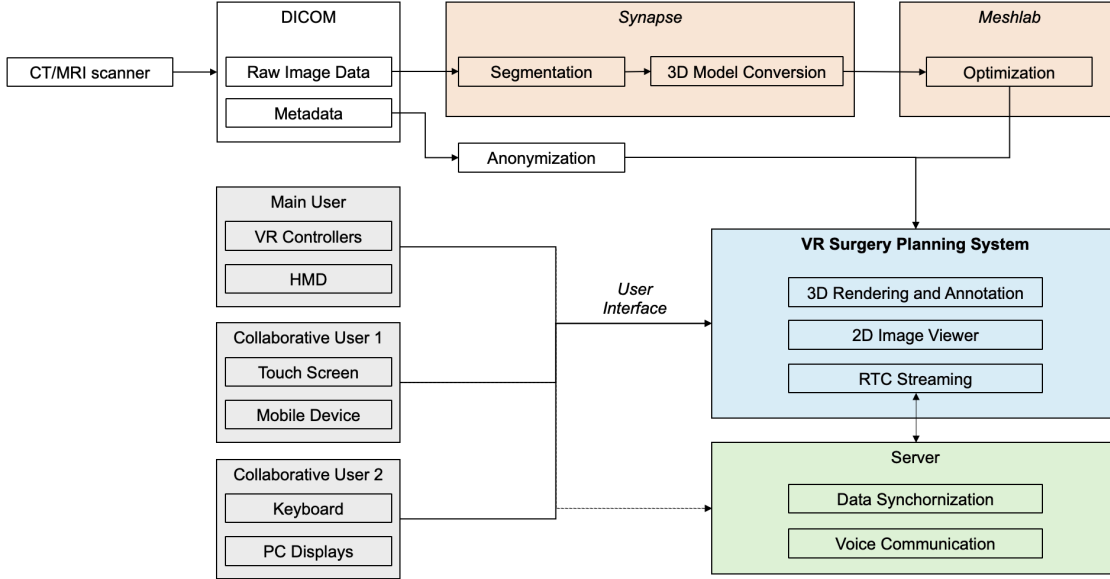 DICOM
Synapse
Meshlab
CT/MRI scanner
Raw Image Data
Segmentation
3D Model Conversion
Optimization
Metadata
Anonymization
Main User
VR Controllers
HMD
User
Interface
VR Surgery Planning System
3D Rendering and Annotation
2D Image Viewer
RTC Streaming
Collaborative User 1
Touch Screen
Mobile Device
Collaborative User 2
Keyboard
PC Displays
Server
Data Synchornization
Voice Communication